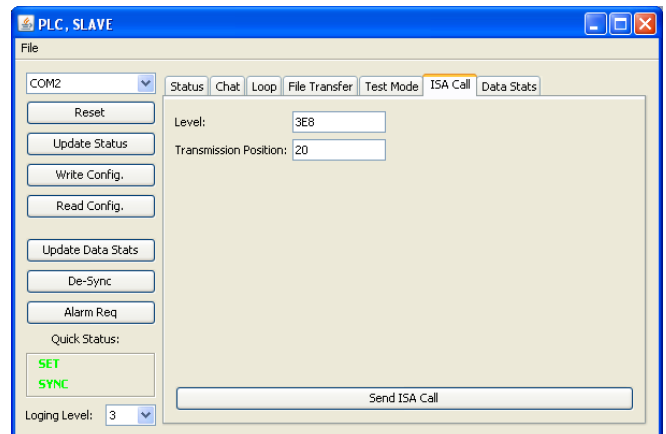 PLC, SLAVE
File
COM2
Status Chat Loop File Transfer Test Mode ISA Call Data Stats
Reset
Update Status
Write Config.
Read Config.
Update Data Stats
De-Sync
Alarm Req
Quick Status:
SET
SYNC
Loging Level: 3
Level: 3E8
Transmission Position: 20
Send ISA Call